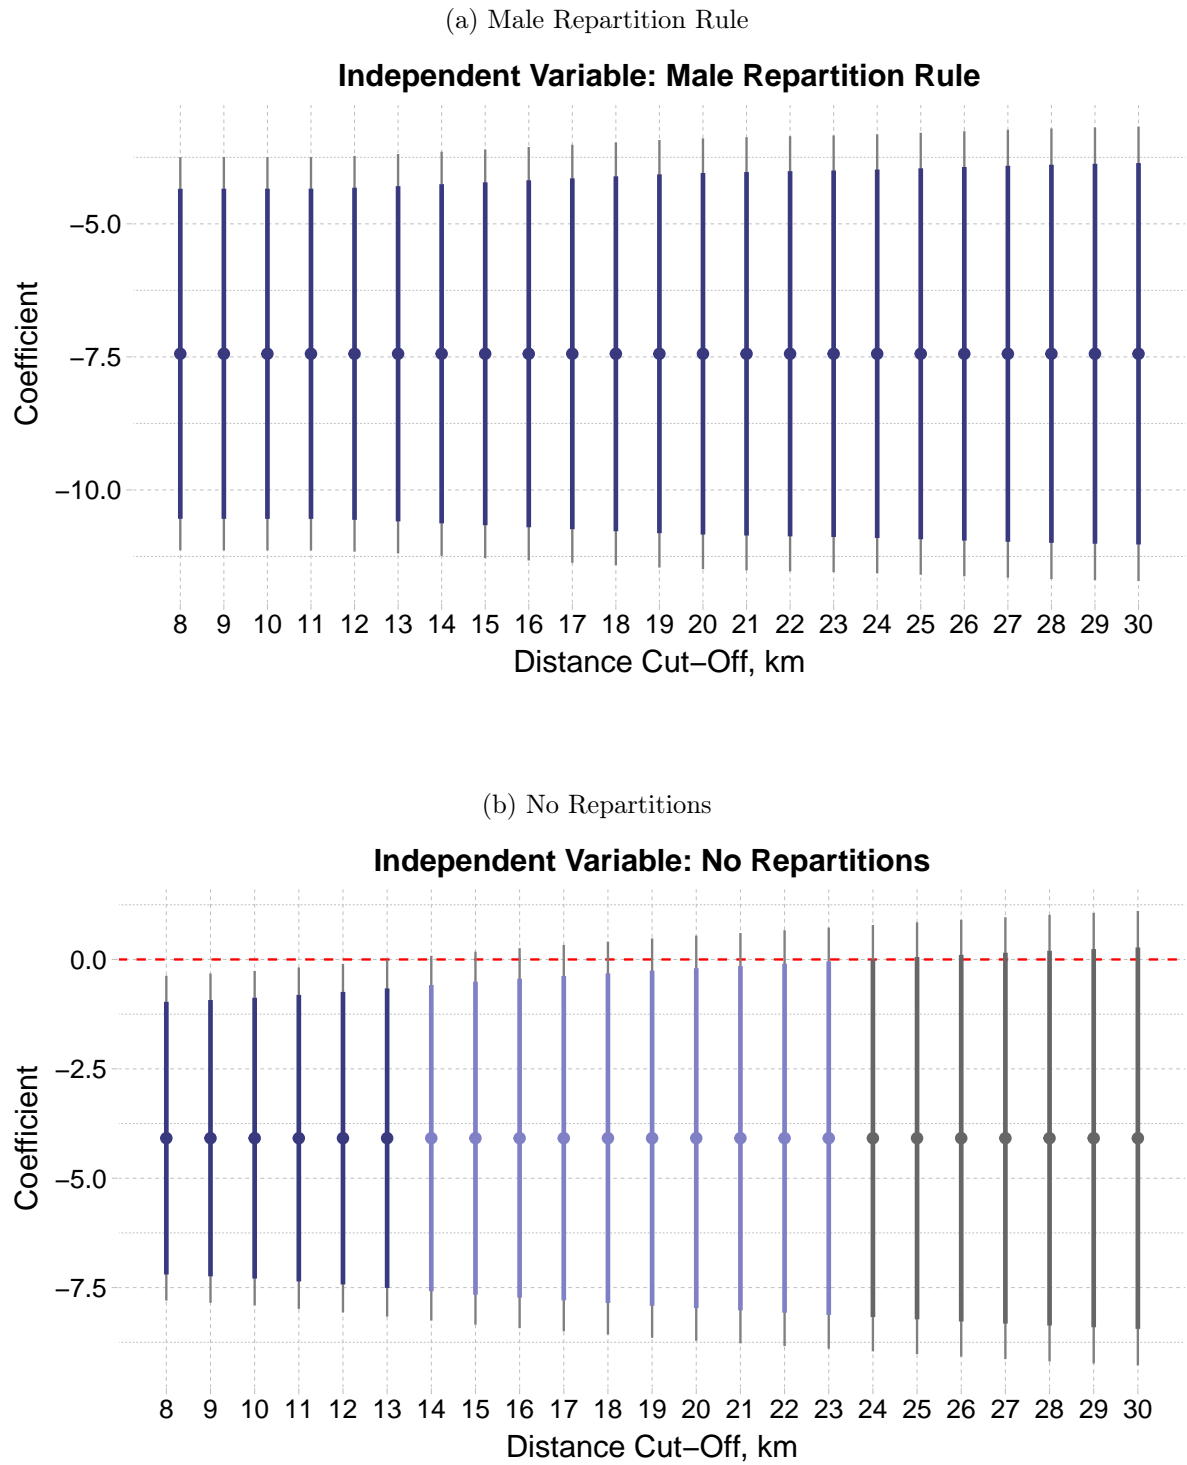 (a) Male Repartition Rule
Independent Variable: Male Repartition Rule
Coefficient
−5.0
−7.5
−10.0
8 9 10 11 12 13 14 15 16 17 18 19 20 21 22 23 24 25 26 27 28 29 30
Distance Cut−Off, km
(b) No Repartitions
Independent Variable: No Repartitions
Coefficient
0.0
−2.5
−5.0
−7.5
8 9 10 11 12 13 14 15 16 17 18 19 20 21 22 23 24 25 26 27 28 29 30
Distance Cut−Off, km